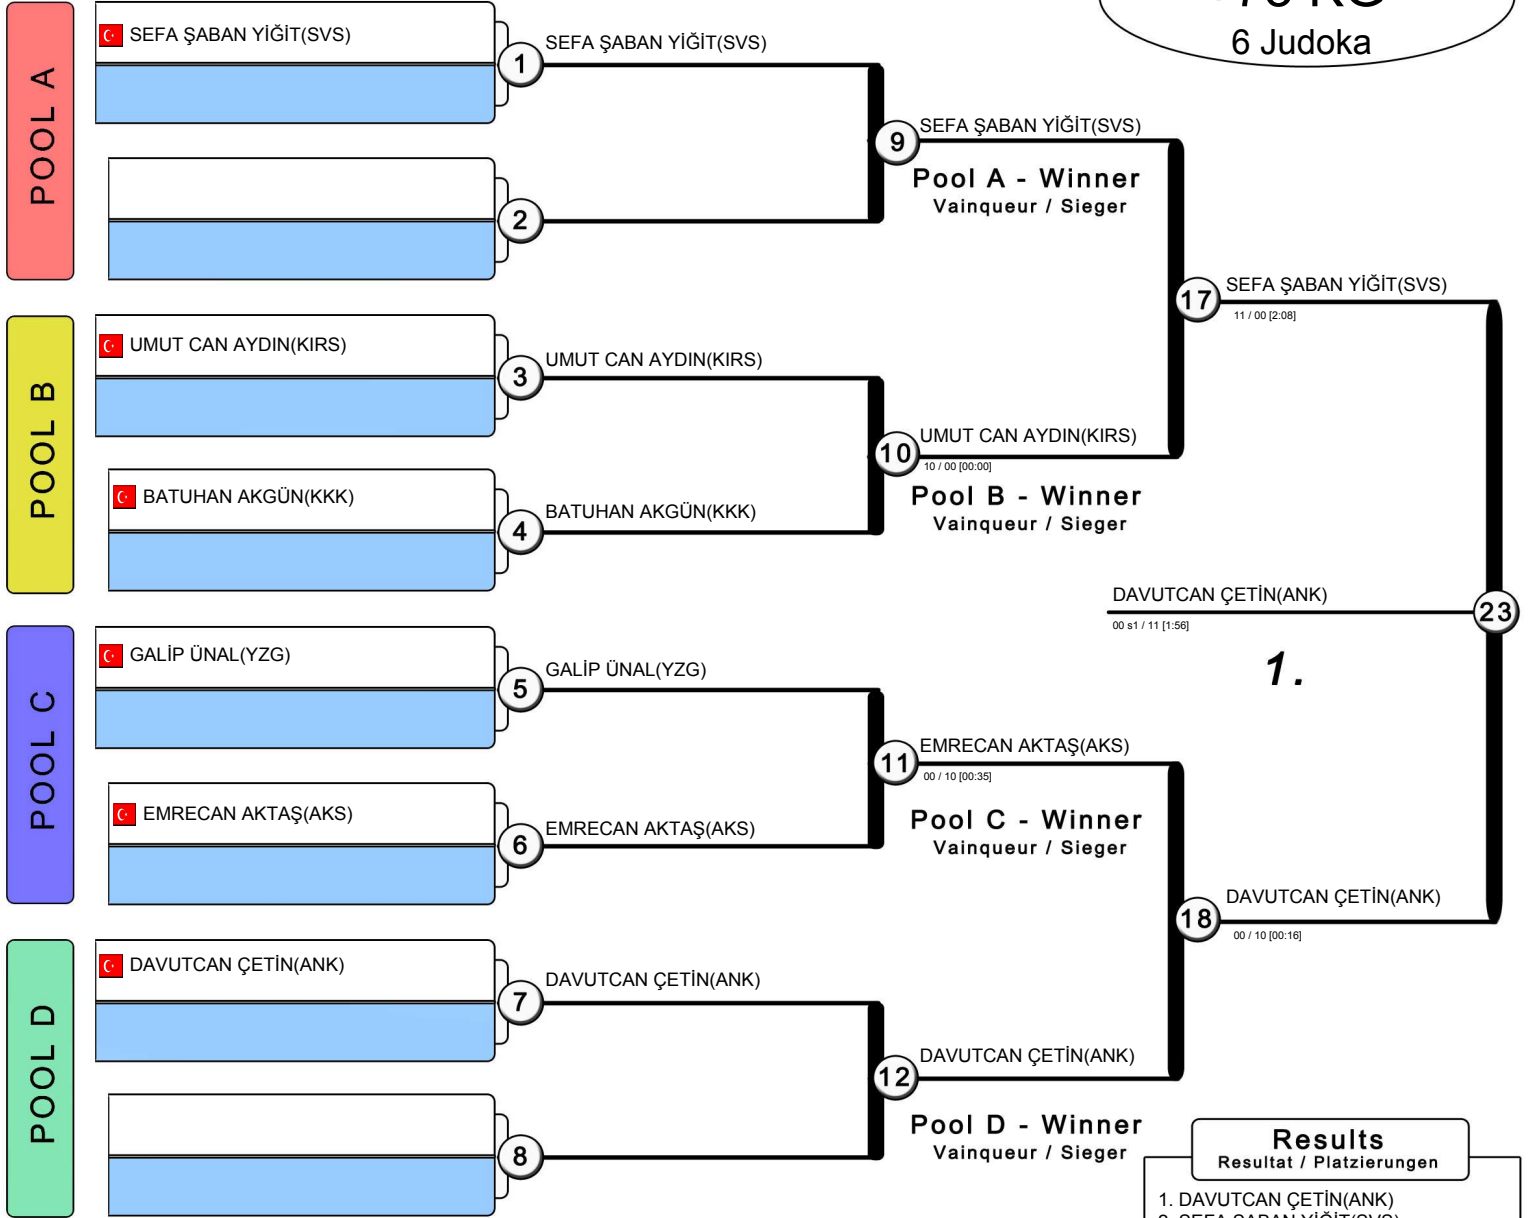 6 Judoka
POOL A
SEFA ŞABAN YİĞİT(SVS)
1
SEFA ŞABAN YİĞİT(SVS)
2
9
SEFA ŞABAN YİĞİT(SVS)
Pool A - Winner
Vainqueur / Sieger
17
SEFA ŞABAN YİĞİT(SVS)
11 / 00 [2:08]
POOL B
UMUT CAN AYDIN(KIRS)
3
UMUT CAN AYDIN(KIRS)
BATUHAN AKGÜN(KKK)
4
BATUHAN AKGÜN(KKK)
10
UMUT CAN AYDIN(KIRS)
10 / 00 [00:00]
Pool B - Winner
Vainqueur / Sieger
DAVUTCAN ÇETİN(ANK)
23
00 s1 / 11 [1:56]
1.
POOL C
GALİP ÜNAL(YZG)
5
GALİP ÜNAL(YZG)
EMRECAN AKTAŞ(AKS)
6
EMRECAN AKTAŞ(AKS)
11
EMRECAN AKTAŞ(AKS)
00 / 10 [00:35]
Pool C - Winner
Vainqueur / Sieger
18
DAVUTCAN ÇETİN(ANK)
00 / 10 [00:16]
POOL D
DAVUTCAN ÇETİN(ANK)
7
DAVUTCAN ÇETİN(ANK)
8
12
DAVUTCAN ÇETİN(ANK)
Pool D - Winner
Vainqueur / Sieger
Results
Resultat / Platzierungen
1. DAVUTCAN ÇETİN(ANK)
2. SEFA ŞABAN YİĞİT(SVS)